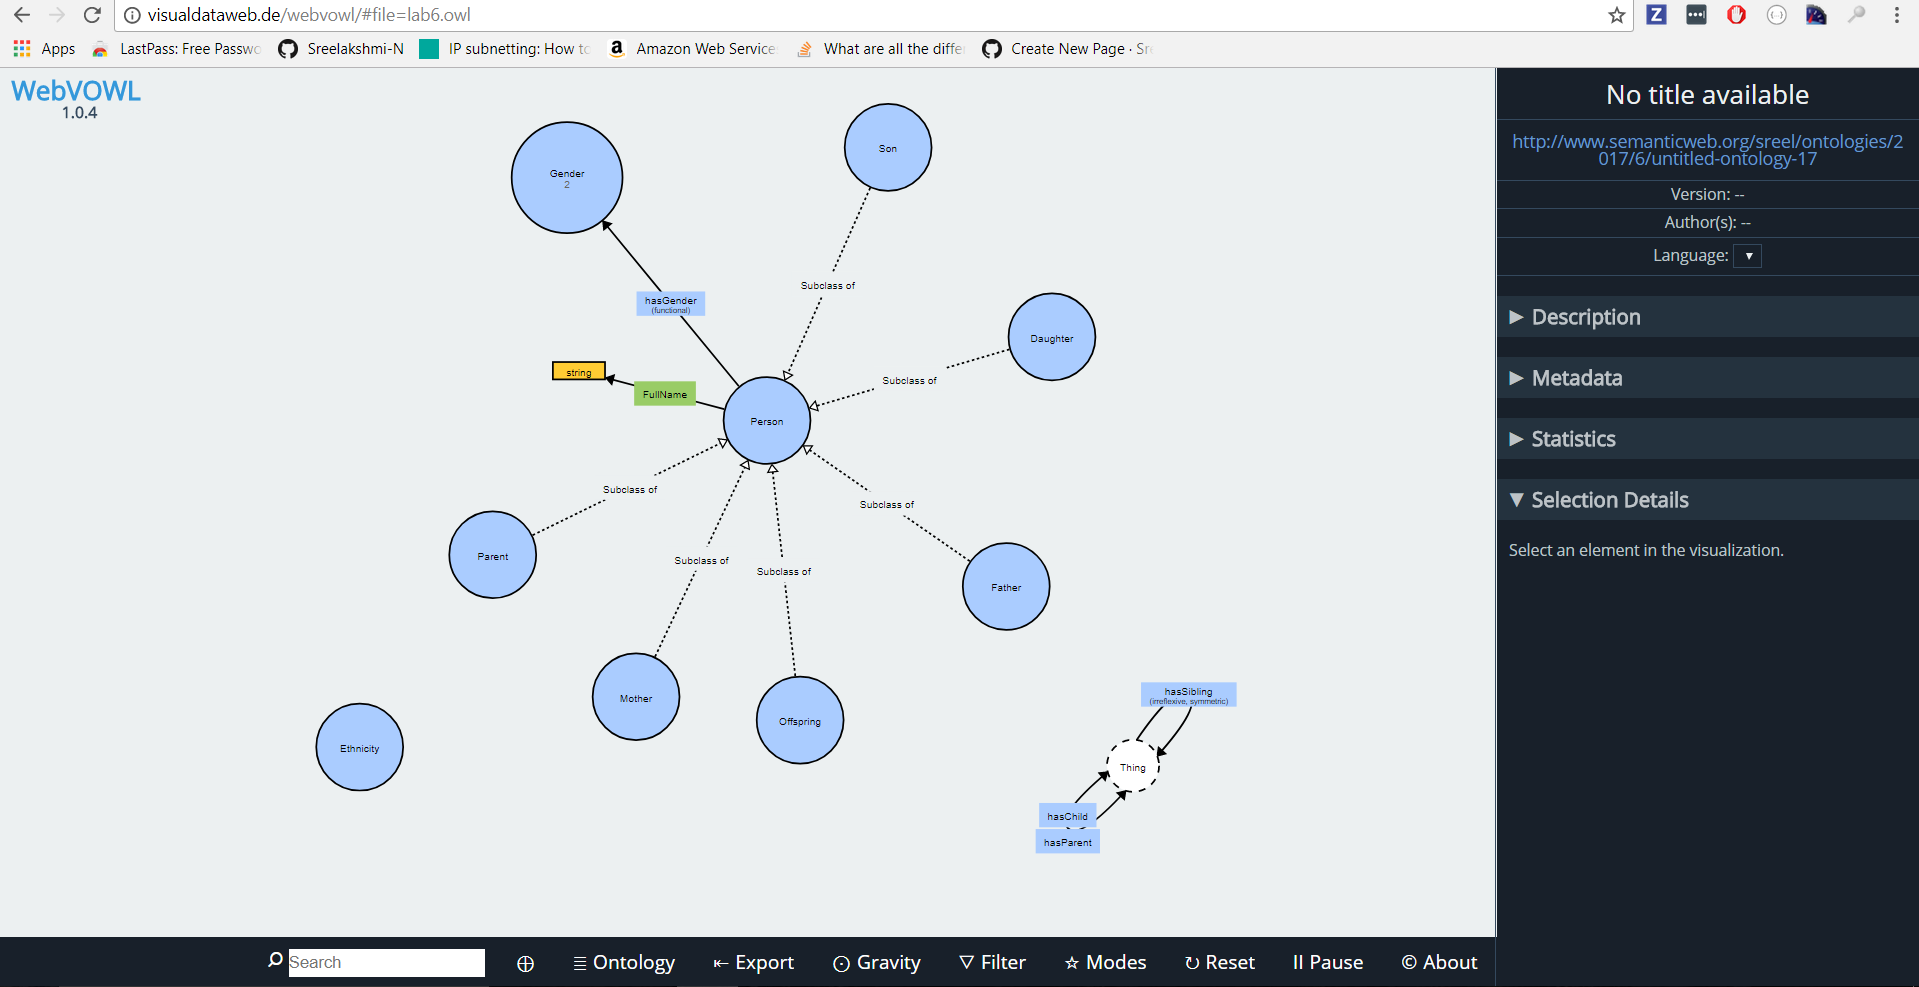 visualdataweb.de/webvowl/#file=lab6.owl
Apps
LastPass: Free Passwo
Sreelakshmi-N
IP subnetting: How to
Amazon Web Service
What are all the differ
Create New Page · Sre
WebVOWL
1.0.4
Gender
2
Son
hasGender
(functional)
Subclass of
Daughter
string
FullName
Subclass of
Person
Subclass of
Subclass of
Parent
Subclass of
Subclass of
Father
Mother
Offspring
Ethnicity
hasSibling
(irreflexive, symmetric)
Thing
hasChild
hasParent
No title available
http://www.semanticweb.org/sreel/ontologies/2
017/6/untitled-ontology-17
Version: --
Author(s): --
Language:
Description
Metadata
Statistics
Selection Details
Select an element in the visualization.
Search
Ontology
Export
Gravity
Filter
Modes
Reset
Pause
© About